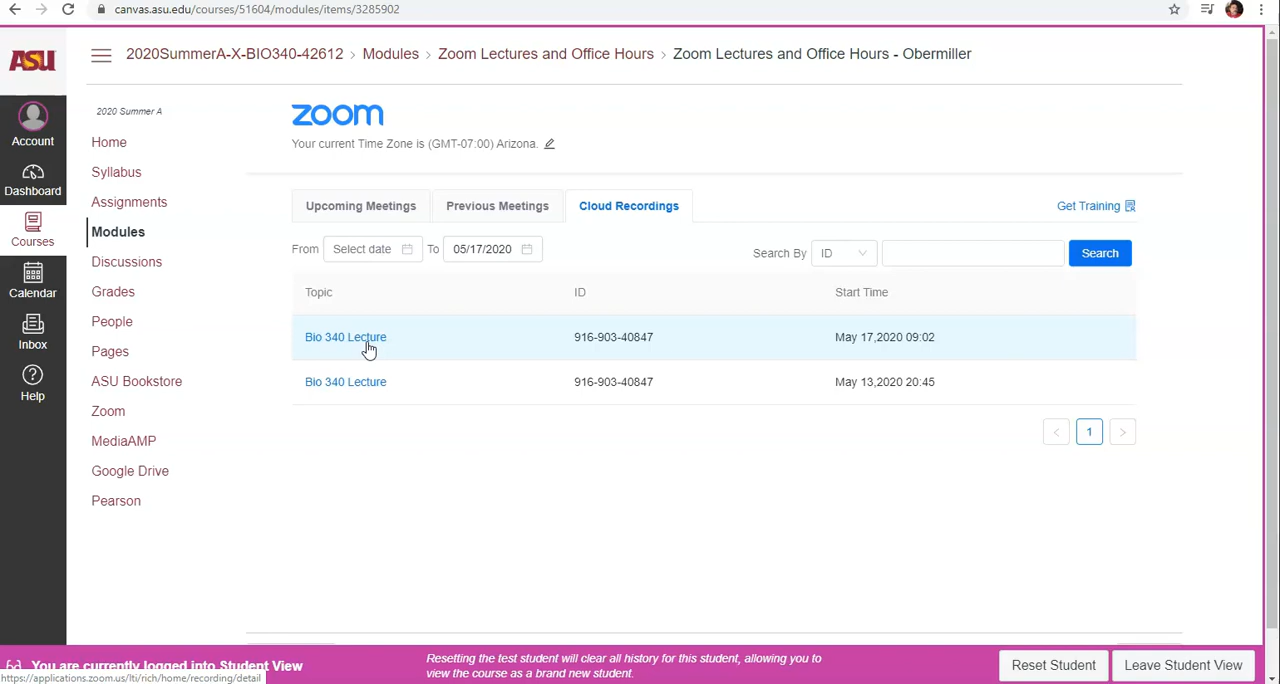 canvas.asu.edu/courses/51604/modules/items/3285902
ASU
2020SummerA-X-BIO340-42612 > Modules > Zoom Lectures and Office Hours > Zoom Lectures and Office Hours - Obermiller
Account
Dashboard
Courses
Calendar
Inbox
Help
2020 Summer A
Home
Syllabus
Assignments
Modules
Discussions
Grades
People
Pages
ASU Bookstore
Zoom
MediaAMP
Google Drive
Pearson
zoom
Your current Time Zone is (GMT-07:00) Arizona.
Upcoming Meetings Previous Meetings Cloud Recordings Get Training
From Select date To 05/17/2020 Search By ID Search
Topic ID Start Time
Bio 340 Lecture 916-903-40847 May 17,2020 09:02
Bio 340 Lecture 916-903-40847 May 13,2020 20:45
< 1 >
You are currently logged into Student View
Resetting the test student will clear all history for this student, allowing you to
view the course as a brand new student.
Reset Student Leave Student View
https://applications.zoom.us/lti/rich/home/recording/detail